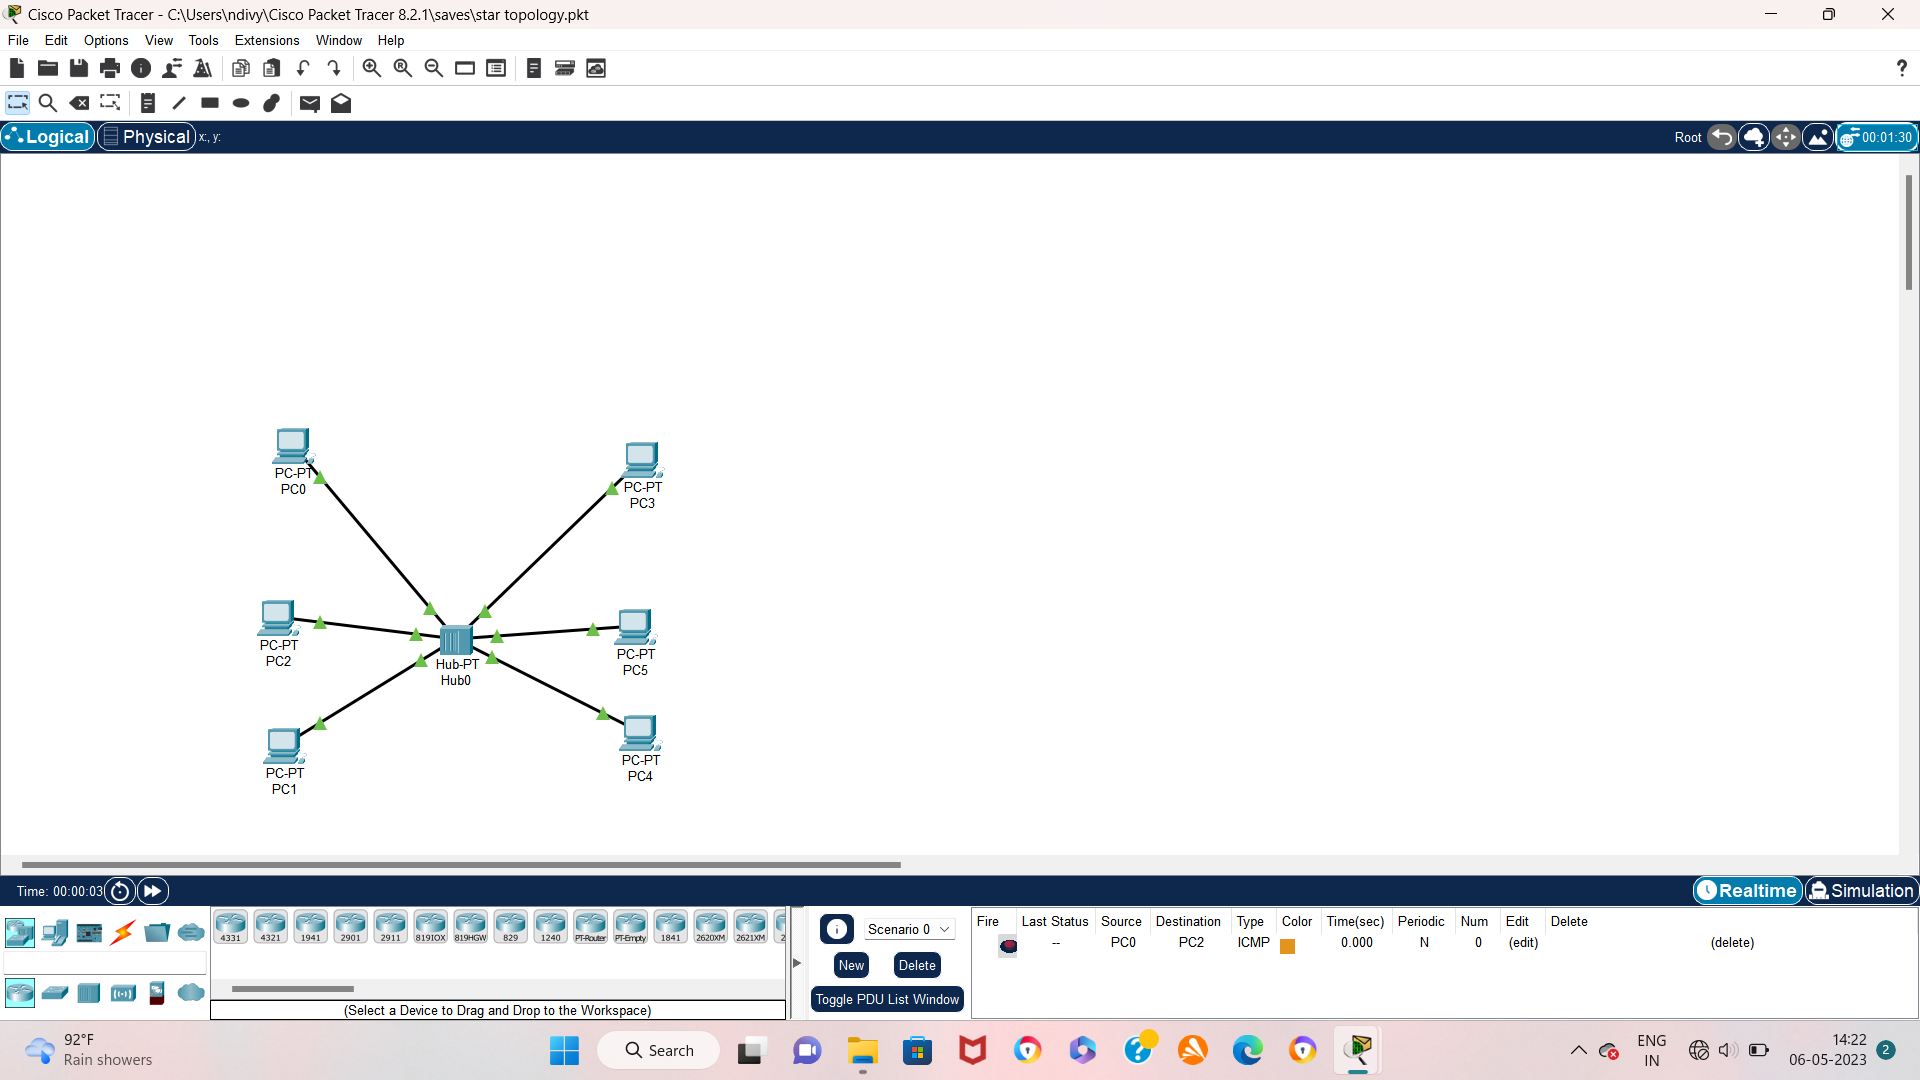 Cisco Packet Tracer - C:\Users\ndivy\Cisco Packet Tracer 8.2.1\saves\star topology.pkt
File Edit Options View Tools Extensions Window Help
?
Logical Physical x:, y: Root 00:01:30
PC-PT
PC0
PC-PT
PC3
PC-PT
PC2
Hub-PT
Hub0
PC-PT
PC5
PC-PT
PC1
PC-PT
PC4
Time: 00:00:03 Realtime Simulation
4331 4321 1941 2901 2911 819IOX 819HGW 829 1240 PT-Router PT-Empty 1841 2620XM 2621XM 2
(Select a Device to Drag and Drop to the Workspace)
Scenario 0
New Delete
Toggle PDU List Window
Fire Last Status Source Destination Type Color Time(sec) Periodic Num Edit Delete
-- PC0 PC2 ICMP 0.000 N 0 (edit) (delete)
92°F
Rain showers
Search
ENG
IN
14:22
06-05-2023
2